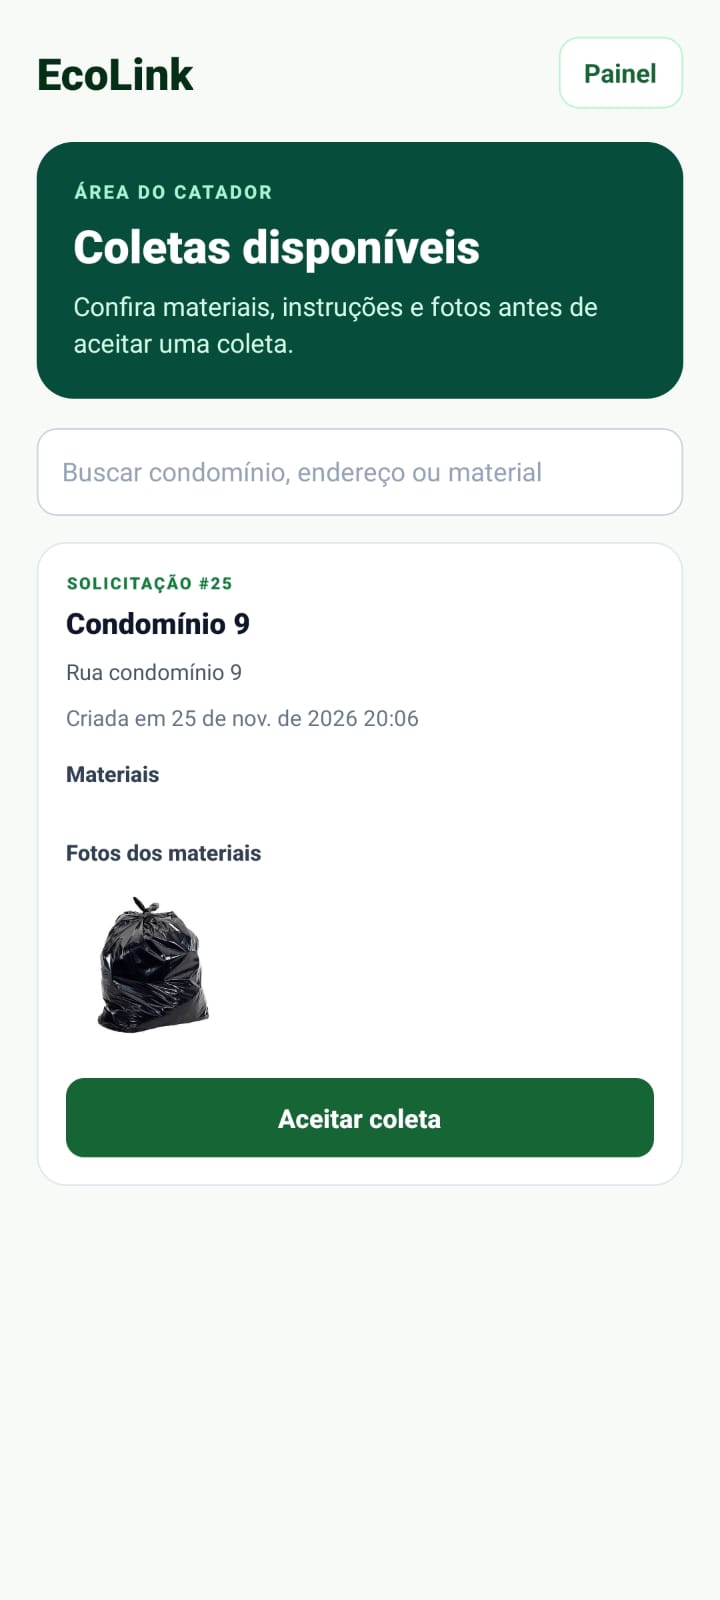 EcoLink
Painel
ÁREA DO CATADOR
Coletas disponíveis
Confira materiais, instruções e fotos antes de
aceitar uma coleta.
Buscar condomínio, endereço ou material
SOLICITAÇÃO #25
Condomínio 9
Rua condomínio 9
Criada em 25 de nov. de 2026 20:06
Materiais
Fotos dos materiais
Aceitar coleta